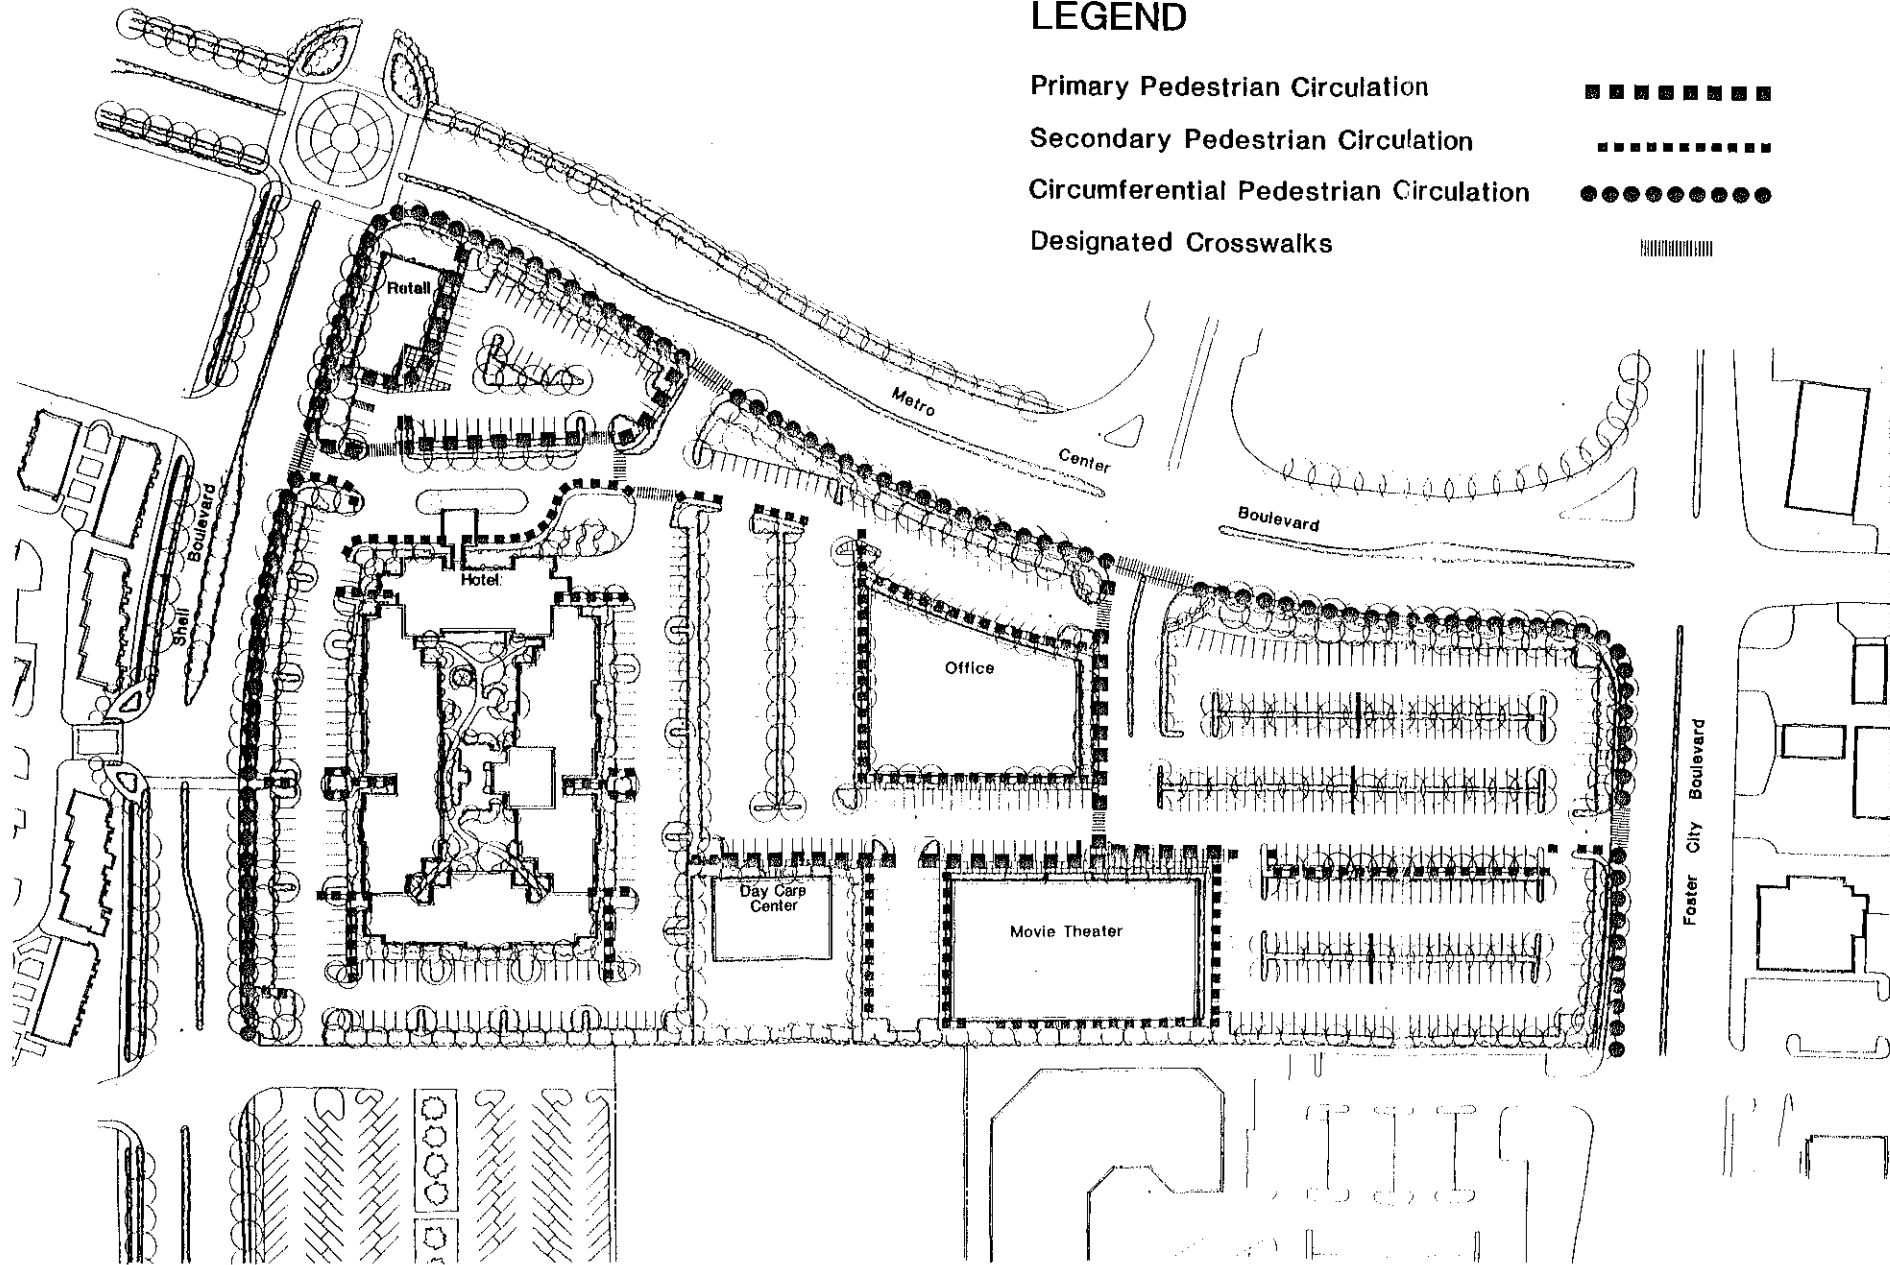 LEGEND
Primary Pedestrian Circulation
Secondary Pedestrian Circulation
Circumferential Pedestrian Circulation
Designated Crosswalks
Retail
Metro
Center
Boulevard
Shell
Boulevard
Hotel
Office
Day Care
Center
Movie Theater
Foster City Boulevard